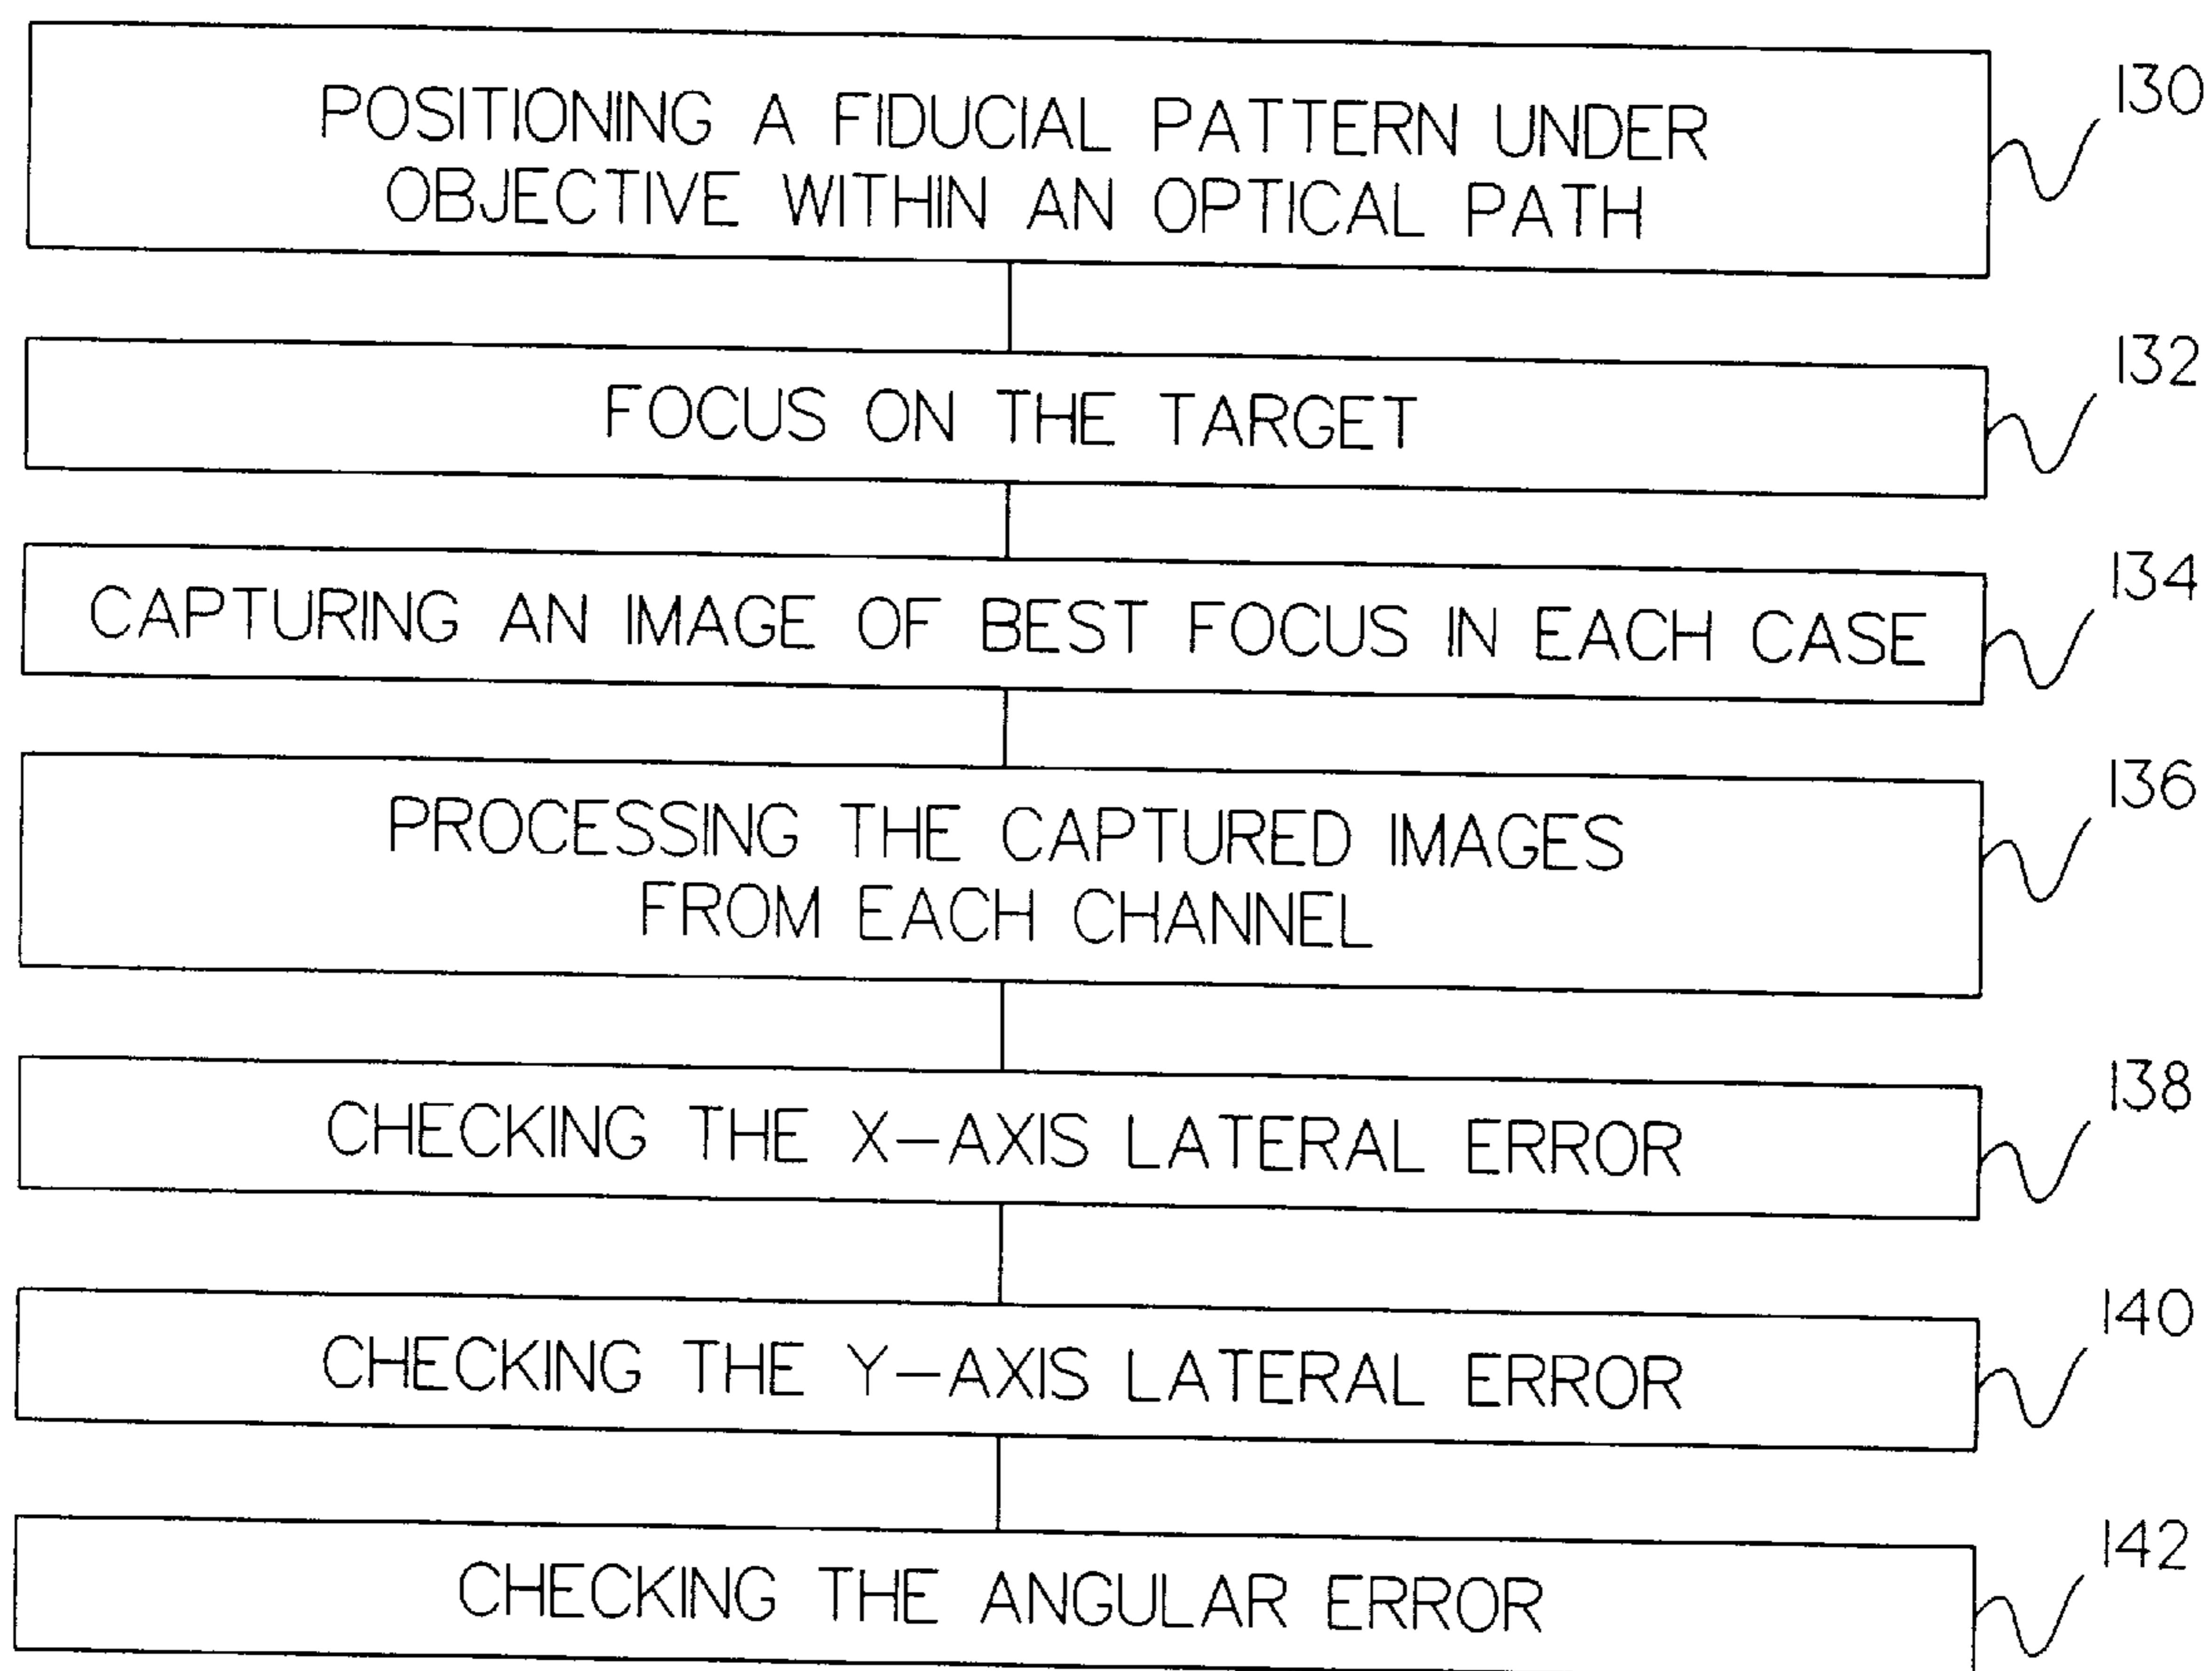 POSITIONING A FIDUCIAL PATTERN UNDER
OBJECTIVE WITHIN AN OPTICAL PATH
130
FOCUS ON THE TARGET
132
CAPTURING AN IMAGE OF BEST FOCUS IN EACH CASE
134
PROCESSING THE CAPTURED IMAGES
FROM EACH CHANNEL
136
CHECKING THE X-AXIS LATERAL ERROR
138
CHECKING THE Y-AXIS LATERAL ERROR
140
CHECKING THE ANGULAR ERROR
142